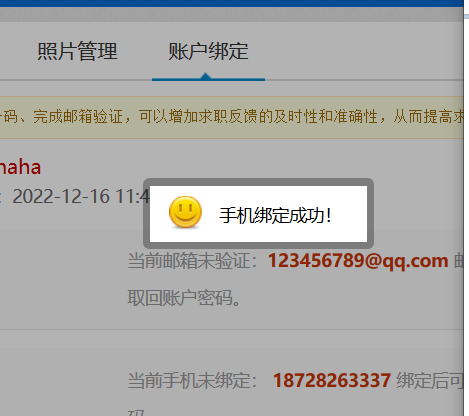 照片管理 账户绑定
码、完成邮箱验证，可以增加求职反馈的及时性和准确性，从而提高求
haha
：2022-12-16 11:4
手机绑定成功！
当前邮箱未验证：123456789@qq.com 邮
取回账户密码。
当前手机未绑定： 18728263337 绑定后可
码。